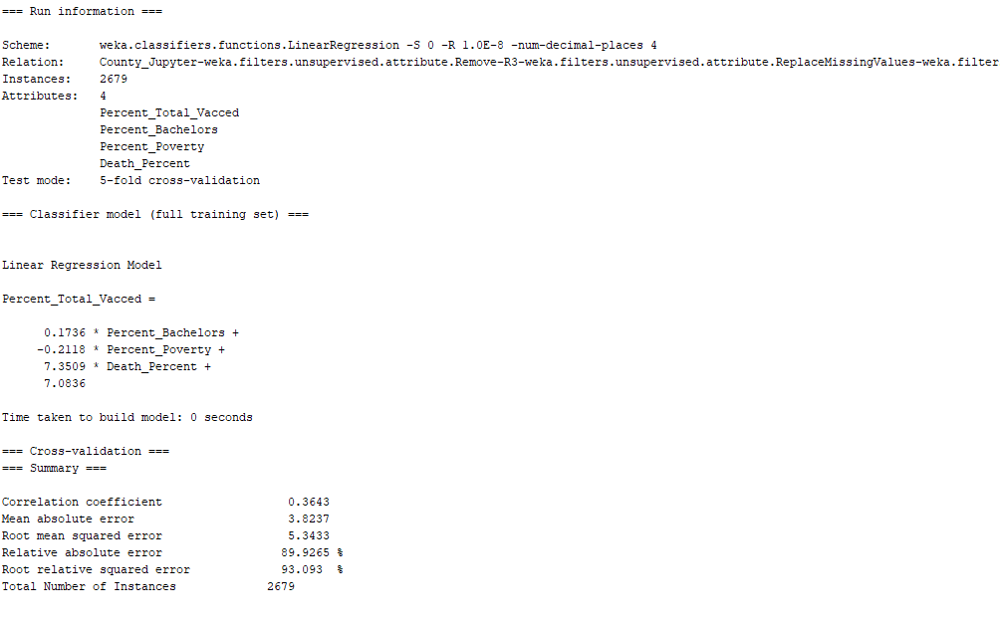 === Run information ===
Scheme: weka.classifiers.functions.LinearRegression -S 0 -R 1.0E-8 -num-decimal-places 4
Relation: County_Jupyter-weka.filters.unsupervised.attribute.Remove-R3-weka.filters.unsupervised.attribute.ReplaceMissingValues-weka.filter
Instances: 2679
Attributes: 4
Percent_Total_Vacced
Percent_Bachelors
Percent_Poverty
Death_Percent
Test mode: 5-fold cross-validation
=== Classifier model (full training set) ===
Linear Regression Model
Percent_Total_Vacced =
0.1736 * Percent_Bachelors +
-0.2118 * Percent_Poverty +
7.3509 * Death_Percent +
7.0836
Time taken to build model: 0 seconds
=== Cross-validation ===
=== Summary ===
Correlation coefficient 0.3643
Mean absolute error 3.8237
Root mean squared error 5.3433
Relative absolute error 89.9265 %
Root relative squared error 93.093 %
Total Number of Instances 2679